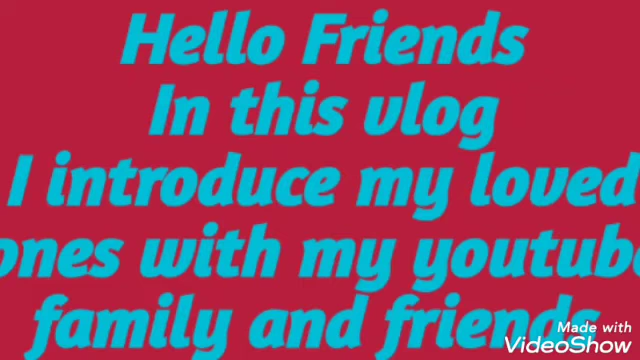 Hello Friends
In this vlog
I introduce my loved
ones with my youtube
family and friends
Made with
VideoShow